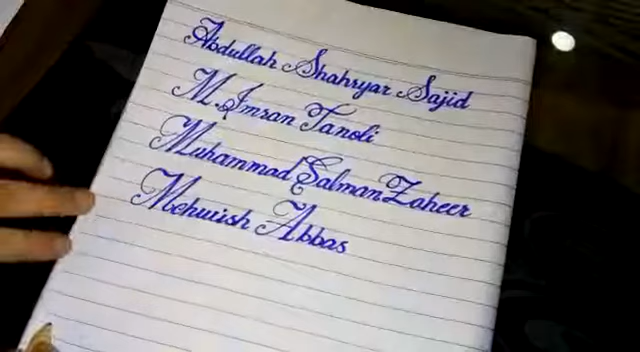 Abdullah Shahryar Sajid
M. Imran Tanoli
Muhammad Salman Zaheer
Mehwish Abbas